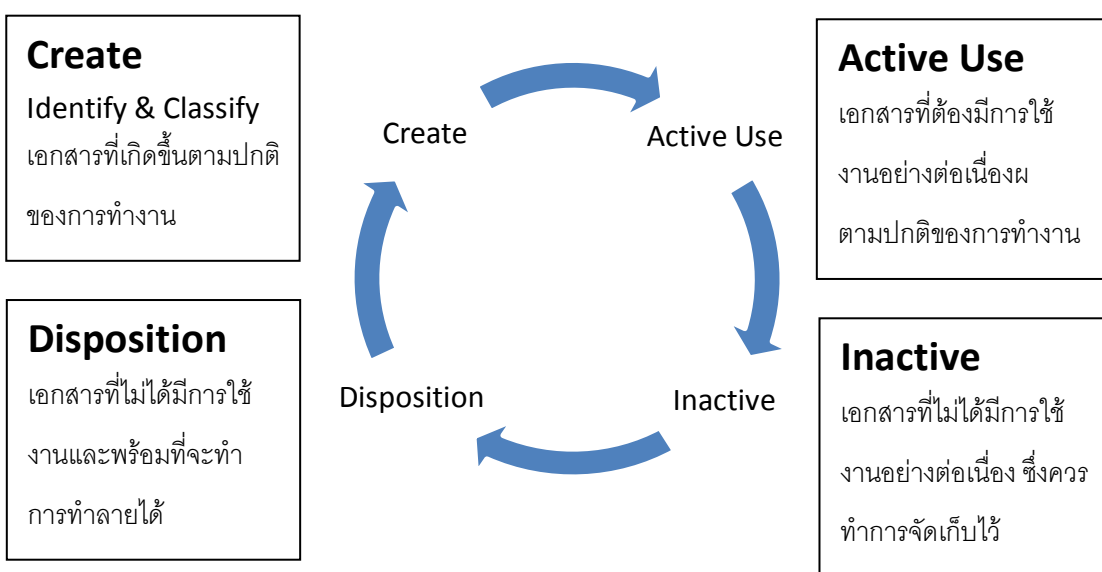 Create
Identify & Classify
เอกสารที่เกิดขึ้นตามปกติ
ของการทำงาน
Create
Active Use
Active Use
เอกสารที่ต้องมีการใช้
งานอย่างต่อเนื่องผ
ตามปกติของการทำงาน
Disposition
เอกสารที่ไม่ได้มีการใช้
งานและพร้อมที่จะทำ
การทำลายได้
Disposition
Inactive
Inactive
เอกสารที่ไม่ได้มีการใช้
งานอย่างต่อเนื่อง ซึ่งควร
ทำการจัดเก็บไว้